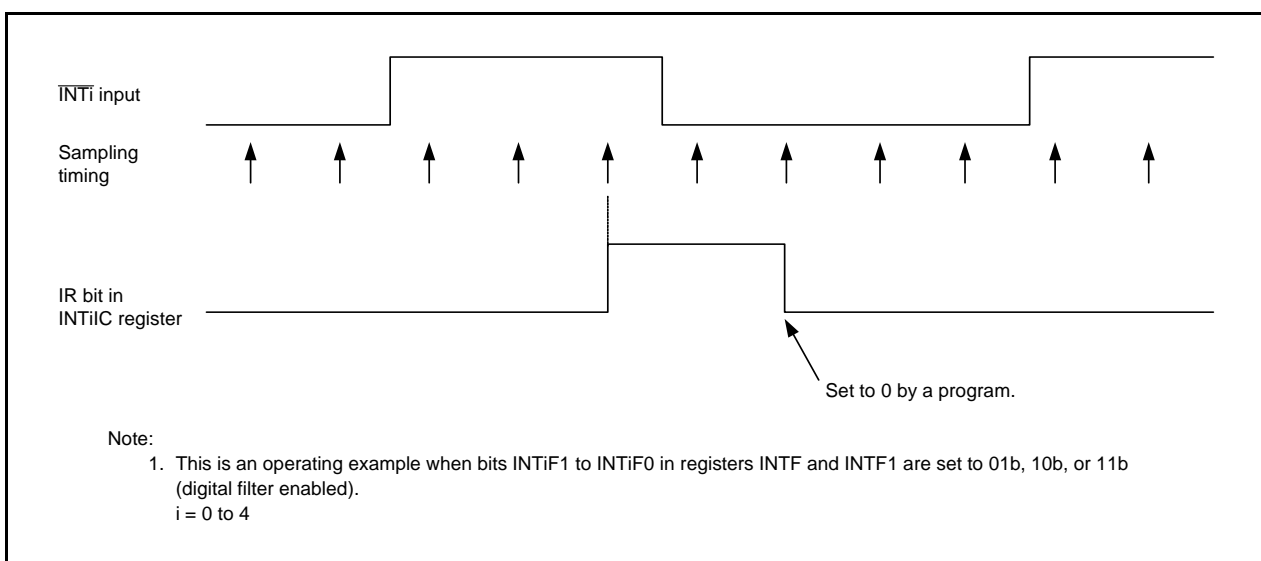 INTi input
Sampling
timing
IR bit in
INTiIC register
Set to 0 by a program.
Note:
1. This is an operating example when bits INTiF1 to INTiF0 in registers INTF and INTF1 are set to 01b, 10b, or 11b
(digital filter enabled).
i = 0 to 4